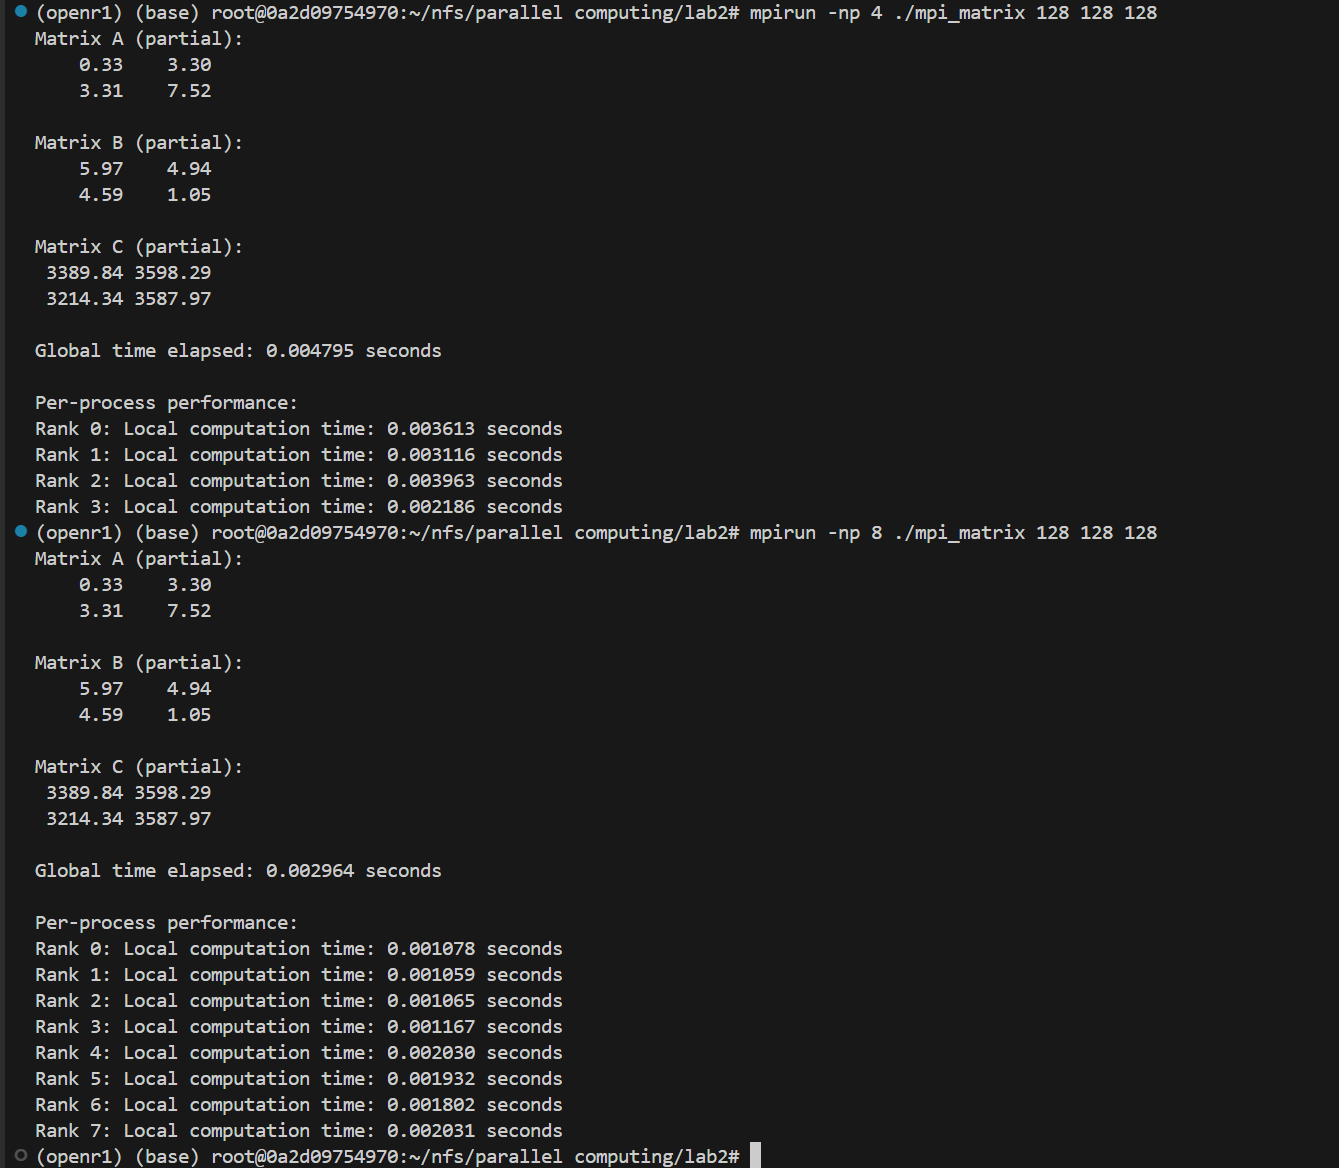 (openr1) (base) root@0a2d09754970:~/nfs/parallel computing/lab2# mpirun -np 4 ./mpi_matrix 128 128 128
Matrix A (partial):
    0.33    3.30
    3.31    7.52
Matrix B (partial):
    5.97    4.94
    4.59    1.05
Matrix C (partial):
 3389.84 3598.29
 3214.34 3587.97
Global time elapsed: 0.004795 seconds
Per-process performance:
Rank 0: Local computation time: 0.003613 seconds
Rank 1: Local computation time: 0.003116 seconds
Rank 2: Local computation time: 0.003963 seconds
Rank 3: Local computation time: 0.002186 seconds
(openr1) (base) root@0a2d09754970:~/nfs/parallel computing/lab2# mpirun -np 8 ./mpi_matrix 128 128 128
Matrix A (partial):
    0.33    3.30
    3.31    7.52
Matrix B (partial):
    5.97    4.94
    4.59    1.05
Matrix C (partial):
 3389.84 3598.29
 3214.34 3587.97
Global time elapsed: 0.002964 seconds
Per-process performance:
Rank 0: Local computation time: 0.001078 seconds
Rank 1: Local computation time: 0.001059 seconds
Rank 2: Local computation time: 0.001065 seconds
Rank 3: Local computation time: 0.001167 seconds
Rank 4: Local computation time: 0.002030 seconds
Rank 5: Local computation time: 0.001932 seconds
Rank 6: Local computation time: 0.001802 seconds
Rank 7: Local computation time: 0.002031 seconds
(openr1) (base) root@0a2d09754970:~/nfs/parallel computing/lab2#